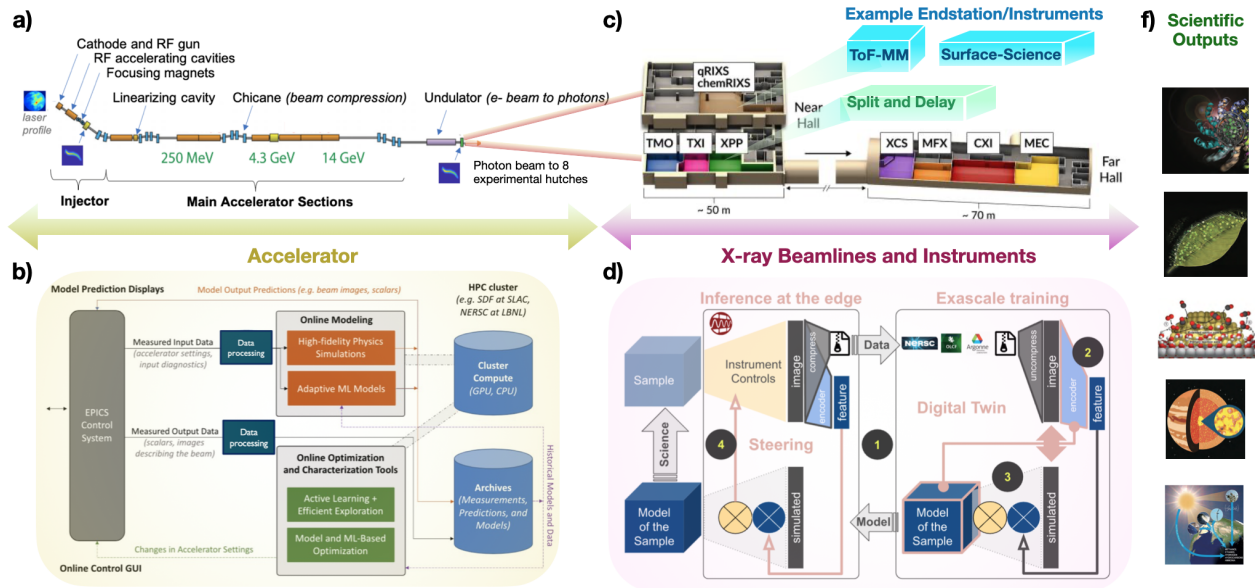 a)
Cathode and RF gun
RF accelerating cavities
Focusing magnets
laser
profile
Linearizing cavity
Chicane (beam compression)
Undulator (e- beam to photons)
250 MeV
4.3 GeV
14 GeV
Photon beam to 8
experimental hutches
Injector
Main Accelerator Sections
Accelerator
b)
Model Prediction Displays
Model Output Predictions (e.g. beam images, scalars)
HPC cluster
(e.g. SDF at SLAC,
NERSC at LBNL)
EPICS
Control
System
Measured Input Data
(accelerator settings,
input diagnostics)
Data
processing
Online Modeling
High-fidelity Physics
Simulations
Adaptive ML Models
Cluster
Compute
(GPU, CPU)
Measured Output Data
(scalars, images
describing the beam)
Data
processing
Online Optimization
and Characterization Tools
Active Learning +
Efficient Exploration
Model and ML-Based
Optimization
Archives
(Measurements,
Predictions, and
Models)
Historical Models and Data
Changes in Accelerator Settings
Online Control GUI
c)
Example Endstation/Instruments
ToF-MM
Surface-Science
Split and Delay
qRIXS
chemRIXS
TMO
TXI
XPP
Near
Hall
XCS
MFX
CXI
MEC
Far
Hall
~ 50 m
~ 70 m
X-ray Beamlines and Instruments
d)
Inference at the edge
Exascale training
Sample
Instrument
Controls
image
compress
encoder
feature
Data
NERSC
OLCF
Argonne
uncompress
image
encoder
feature
2
Digital Twin
Science
4
Steering
1
3
Model
of the
Sample
simulated
Model
Model
of the
Sample
simulated
f)
Scientific
Outputs